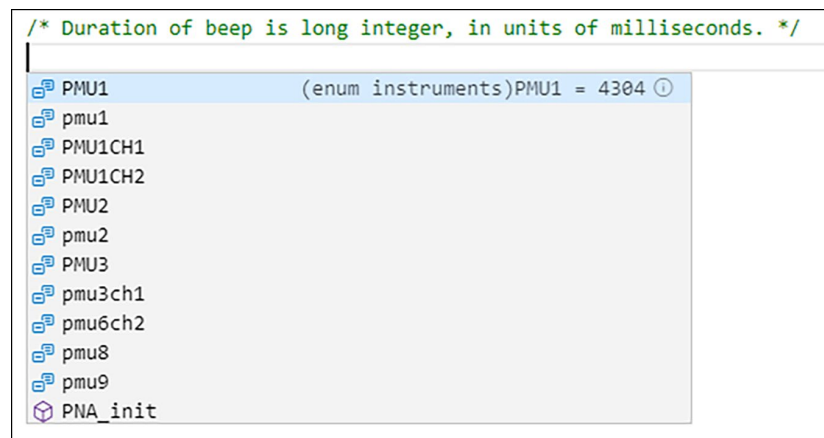 /* Duration of beep is long integer, in units of milliseconds. */
PMU1 (enum instruments)PMU1 = 4304
pmu1
PMU1CH1
PMU1CH2
PMU2
pmu2
PMU3
pmu3ch1
pmu6ch2
pmu8
pmu9
PNA_init